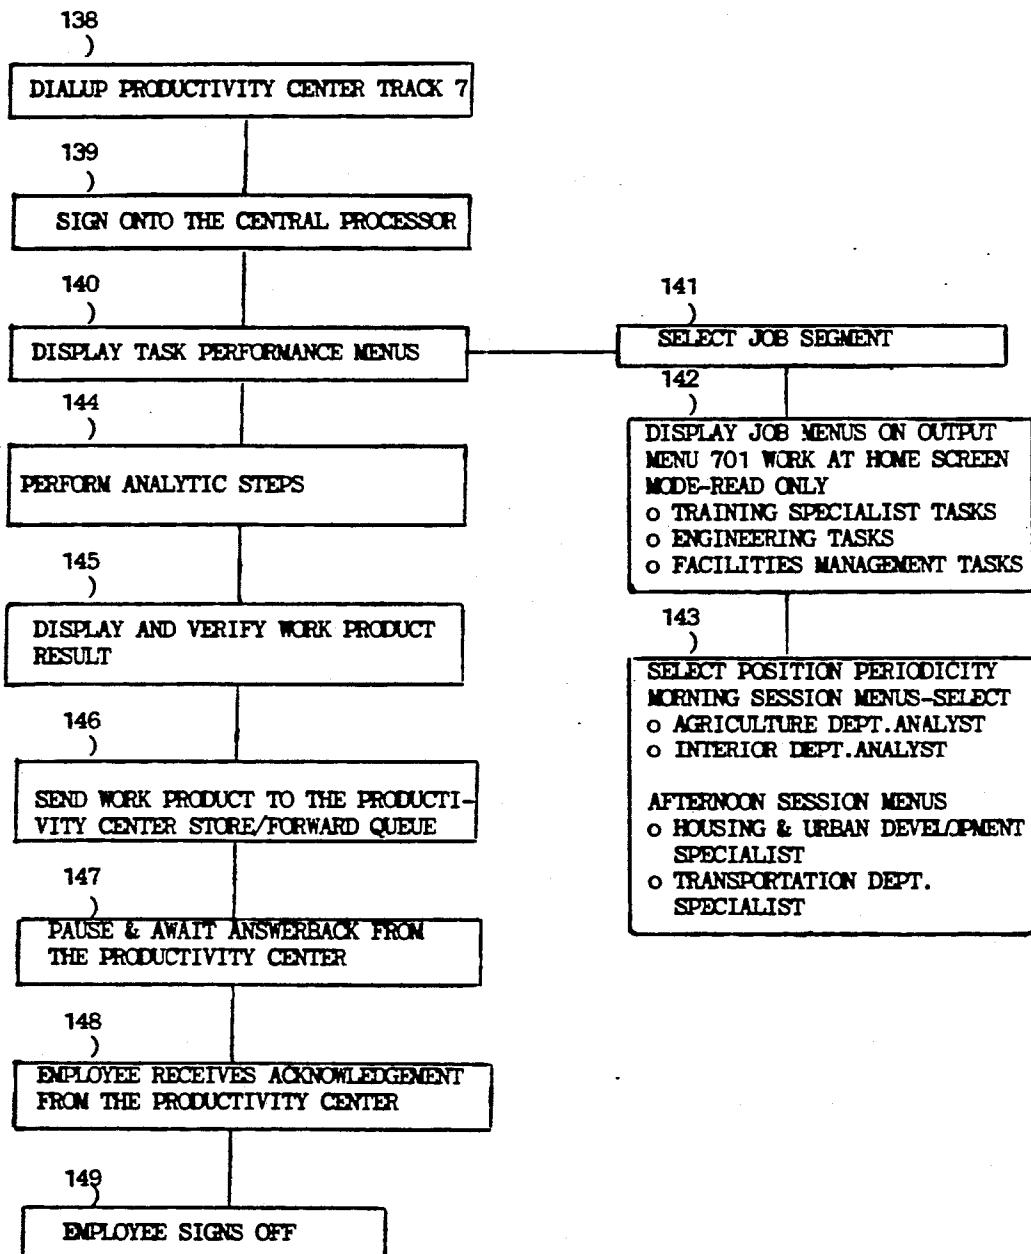 138
DIALUP PRODUCTIVITY CENTER TRACK 7
139
SIGN ONTO THE CENTRAL PROCESSOR
140
DISPLAY TASK PERFORMANCE MENUS
144
PERFORM ANALYTIC STEPS
145
DISPLAY AND VERIFY WORK PRODUCT
RESULT
146
SEND WORK PRODUCT TO THE PRODUCTI-
VITY CENTER STORE/FORWARD QUEUE
147
PAUSE & AWAIT ANSWERBACK FROM
THE PRODUCTIVITY CENTER
148
EMPLOYEE RECEIVES ACKNOWLEDGEMENT
FROM THE PRODUCTIVITY CENTER
149
EMPLOYEE SIGNS OFF
141
SELECT JOB SEGMENT
142
DISPLAY JOB MENUS ON OUTPUT
MENU 701 WORK AT HOME SCREEN
MODE-READ ONLY
o TRAINING SPECIALIST TASKS
o ENGINEERING TASKS
o FACILITIES MANAGEMENT TASKS
143
SELECT POSITION PERIODICITY
MORNING SESSION MENUS-SELECT
o AGRICULTURE DEPT.ANALYST
o INTERIOR DEPT.ANALYST
AFTERNOON SESSION MENUS
o HOUSING & URBAN DEVELOPMENT
SPECIALIST
o TRANSPORTATION DEPT.
SPECIALIST